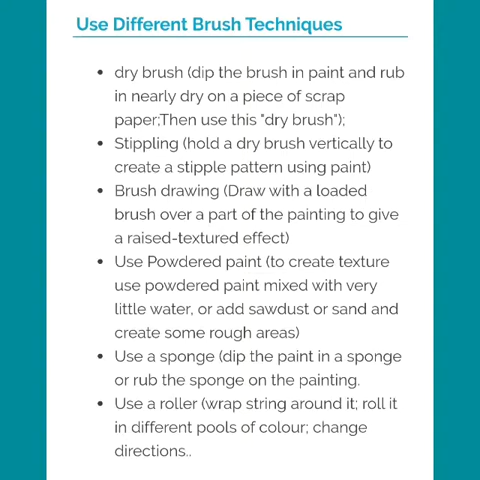 Use Different Brush Techniques
• dry brush (dip the brush in paint and rub
in nearly dry on a piece of scrap
paper;Then use this "dry brush");
• Stippling (hold a dry brush vertically to
create a stipple pattern using paint)
• Brush drawing (Draw with a loaded
brush over a part of the painting to give
a raised-textured effect)
• Use Powdered paint (to create texture
use powdered paint mixed with very
little water, or add sawdust or sand and
create some rough areas)
• Use a sponge (dip the paint in a sponge
or rub the sponge on the painting.
• Use a roller (wrap string around it; roll it
in different pools of colour; change
directions..